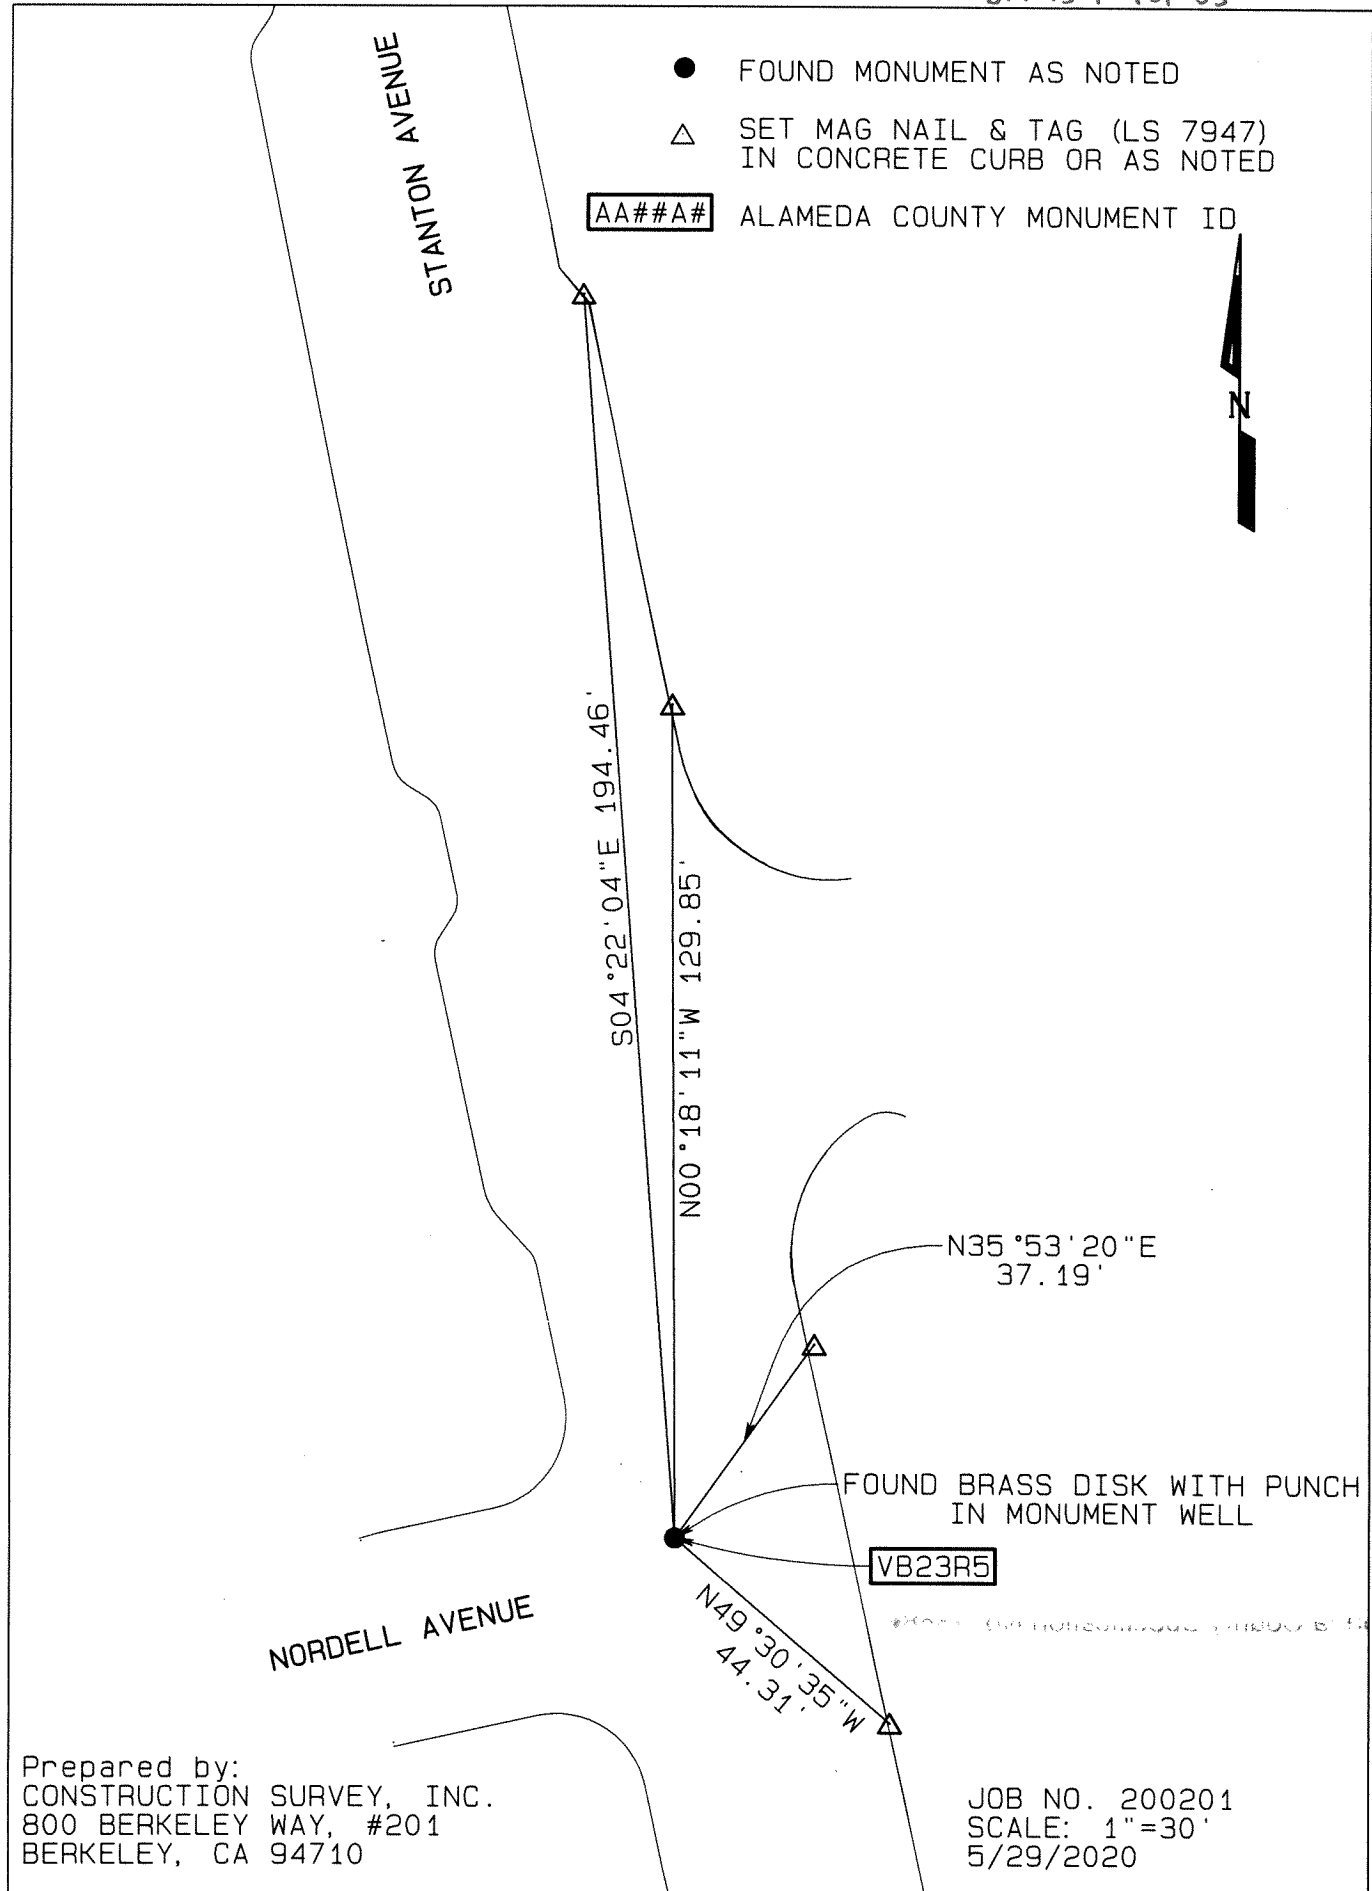 FOUND MONUMENT AS NOTED
SET MAG NAIL & TAG (LS 7947)
IN CONCRETE CURB OR AS NOTED
AA##A#
ALAMEDA COUNTY MONUMENT ID
STANTON AVENUE
N
S04°22'04"E 194.46'
N00°18'11"W 129.85'
N35°53'20"E
37.19'
FOUND BRASS DISK WITH PUNCH
IN MONUMENT WELL
VB23R5
N49°30'35"W
44.31'
NORDELL AVENUE
Prepared by:
CONSTRUCTION SURVEY, INC.
800 BERKELEY WAY, #201
BERKELEY, CA 94710
JOB NO. 200201
SCALE: 1"=30'
5/29/2020